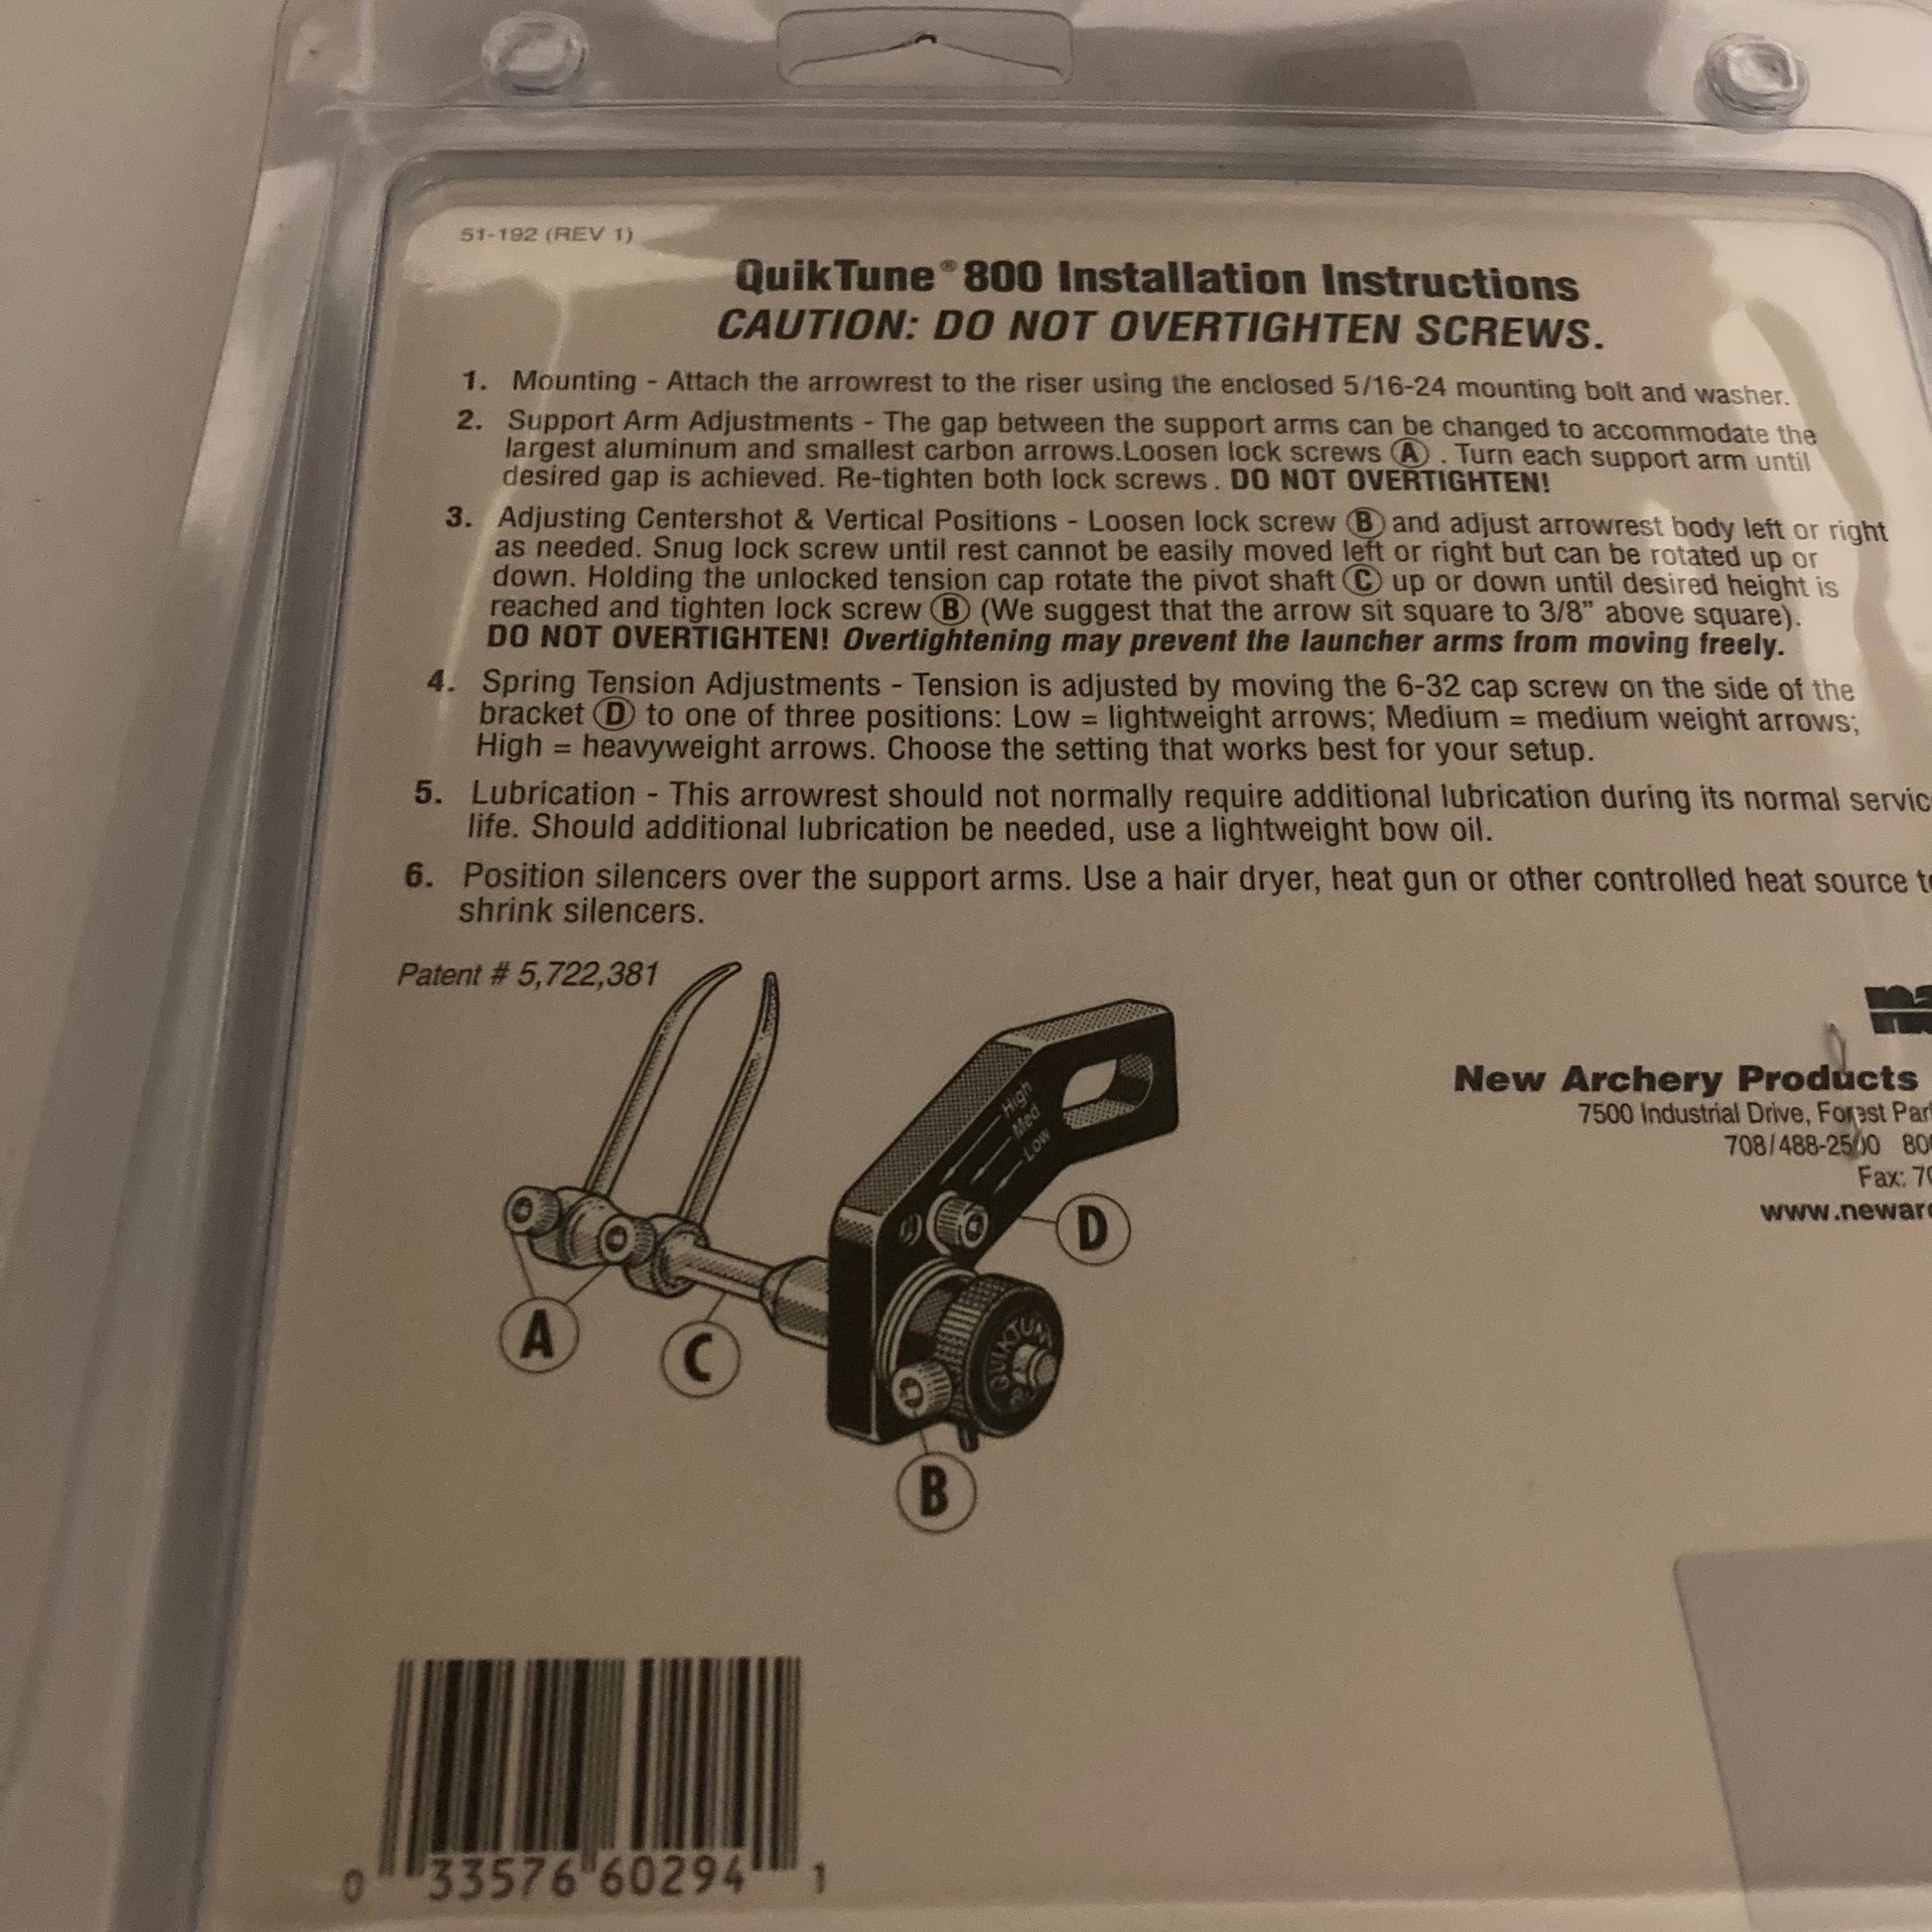 51-192 (REV 1)
QuikTune® 800 Installation Instructions
CAUTION: DO NOT OVERTIGHTEN SCREWS.
1. Mounting - Attach the arrowrest to the riser using the enclosed 5/16-24 mounting bolt and washer.
2. Support Arm Adjustments - The gap between the support arms can be changed to accommodate the
largest aluminum and smallest carbon arrows.Loosen lock screws Ⓐ . Turn each support arm until
desired gap is achieved. Re-tighten both lock screws. DO NOT OVERTIGHTEN!
3. Adjusting Centershot & Vertical Positions - Loosen lock screw Ⓑ and adjust arrowrest body left or right
as needed. Snug lock screw until rest cannot be easily moved left or right but can be rotated up or
down. Holding the unlocked tension cap rotate the pivot shaft Ⓒ up or down until desired height is
reached and tighten lock screw Ⓑ (We suggest that the arrow sit square to 3/8” above square).
DO NOT OVERTIGHTEN! Overtightening may prevent the launcher arms from moving freely.
4. Spring Tension Adjustments - Tension is adjusted by moving the 6-32 cap screw on the side of the
bracket Ⓓ to one of three positions: Low = lightweight arrows; Medium = medium weight arrows;
High = heavyweight arrows. Choose the setting that works best for your setup.
5. Lubrication - This arrowrest should not normally require additional lubrication during its normal servic
life. Should additional lubrication be needed, use a lightweight bow oil.
6. Position silencers over the support arms. Use a hair dryer, heat gun or other controlled heat source
shrink silencers.
Patent # 5,722,381
New Archery Products
7500 Industrial Drive, Forest Par
708/488-2500 80
Fax: 70
www.newar
High
Med
Low
D
A
C
QUIKTUN
B
0 33576 60294 1